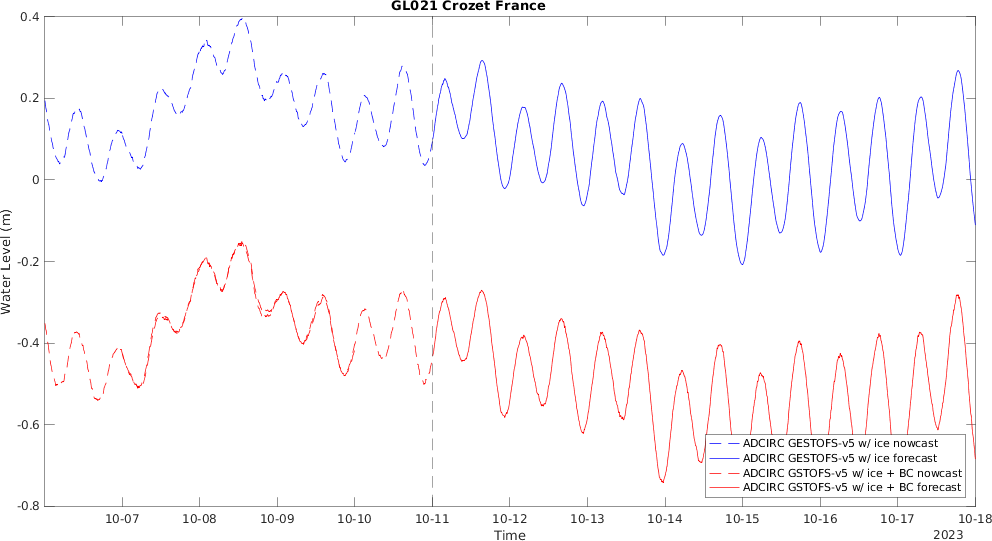 GL021 Crozet France
Water Level (m)
0.4
0.2
0
-0.2
-0.4
-0.6
-0.8
ADCIRC GESTOFS-v5 w/ ice nowcast
ADCIRC GESTOFS-v5 w/ ice forecast
ADCIRC GSTOFS-v5 w/ ice + BC nowcast
ADCIRC GSTOFS-v5 w/ ice + BC forecast
10-07 10-08 10-09 10-10 10-11 10-12 10-13 10-14 10-15 10-16 10-17 10-18
Time
2023